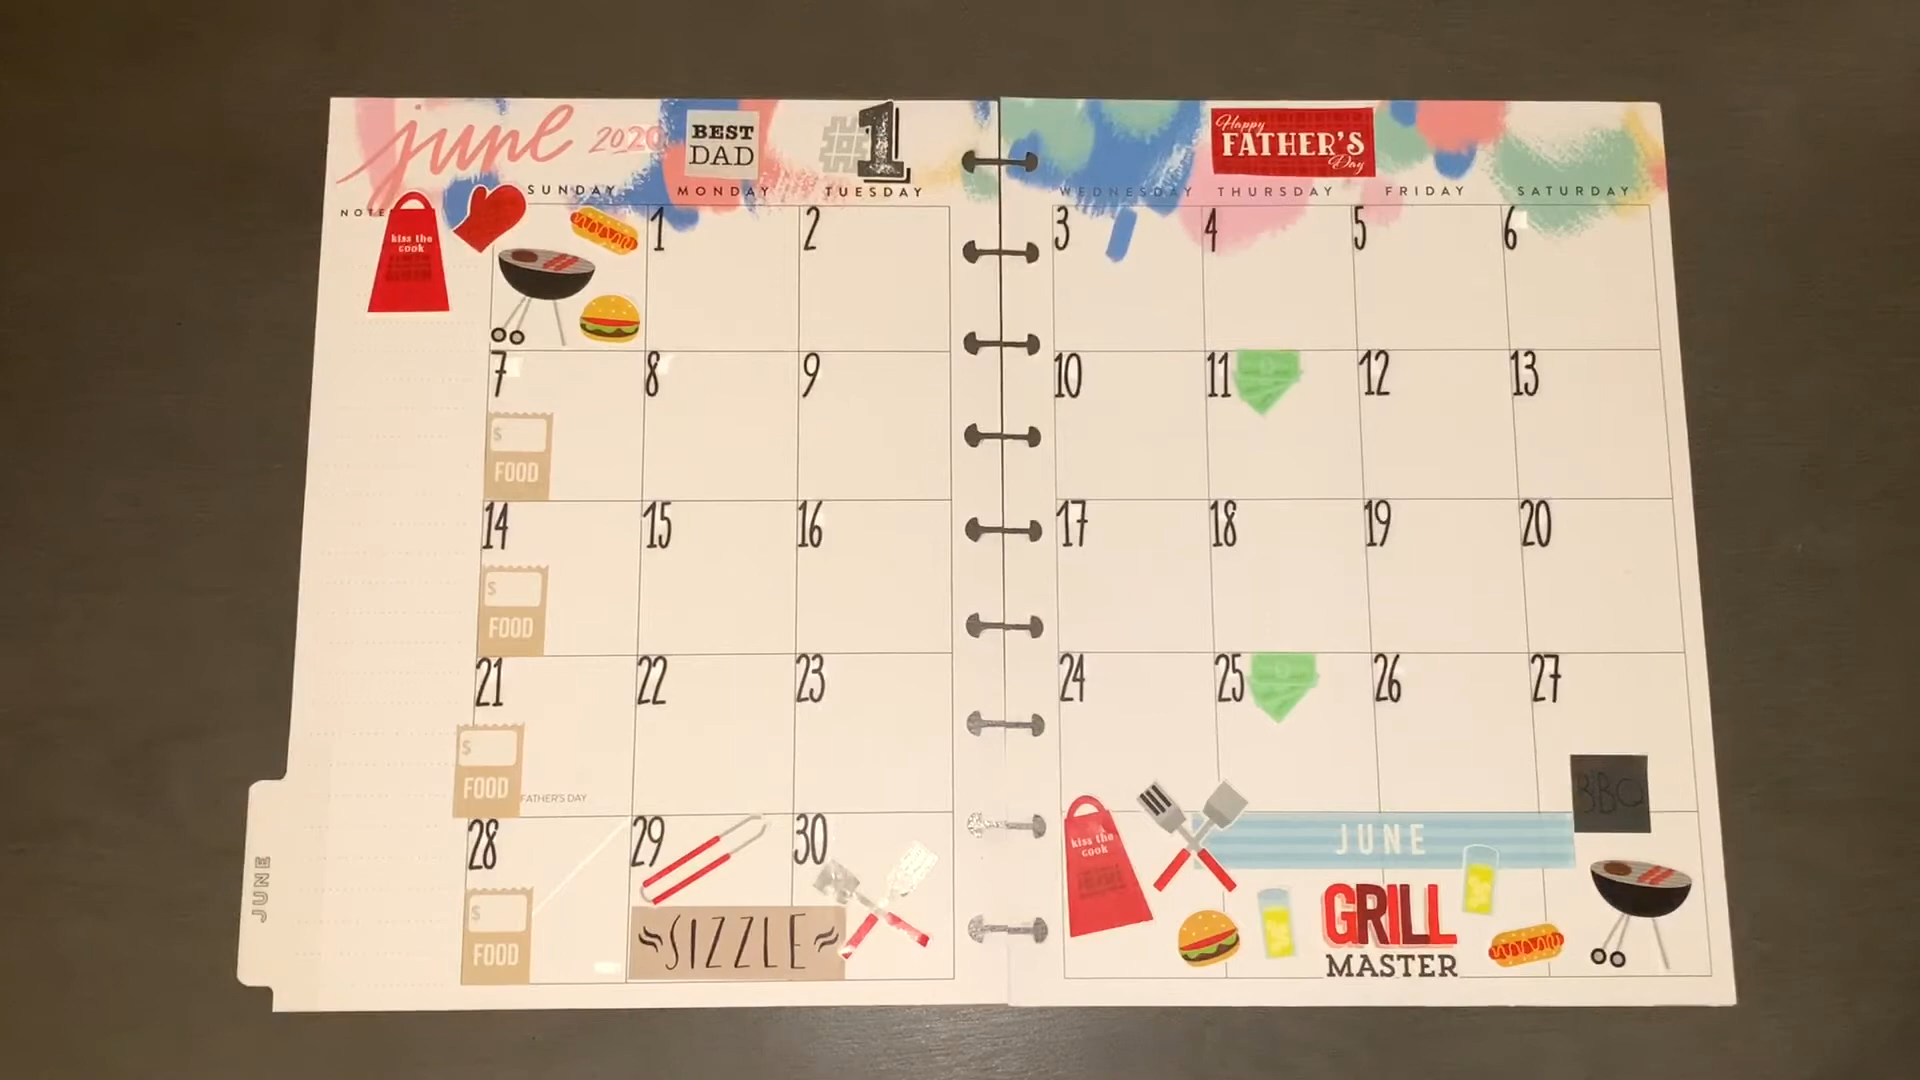 june 2020
BEST
DAD
#1
Happy
FATHER'S
Day
NOTE
SUNDAY MONDAY TUESDAY WEDNESDAY THURSDAY FRIDAY SATURDAY
kiss the
cook
1 2 3 4 5 6
7 8 9 10 11 12 13
$
FOOD
14 15 16 17 18 19 20
$
FOOD
21 22 23 24 25 26 27
$
FOOD
FATHER'S DAY
BBQ
28 29 30
JUNE
kiss the
cook
$
FOOD
SIZZLE
GRILL
MASTER
JUNE